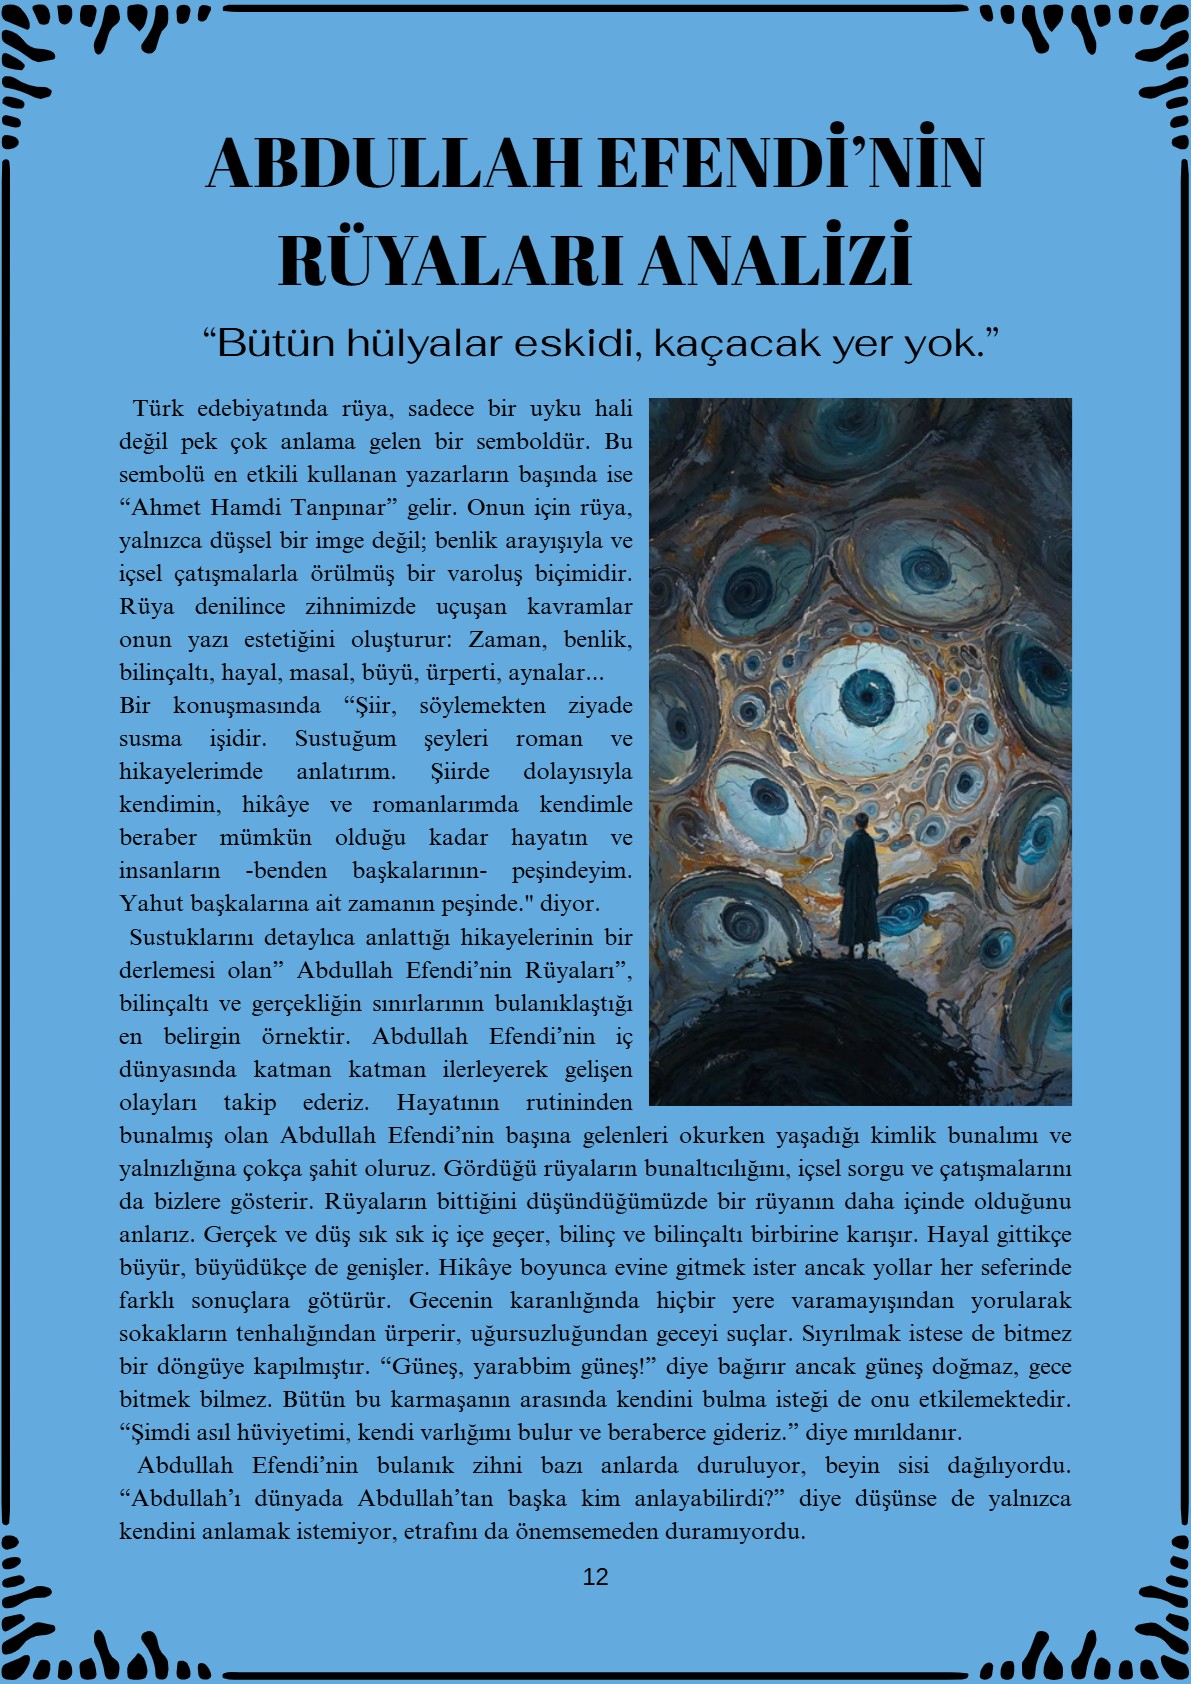 ABDULLAH EFENDİ’NİN
RÜYALARI ANALİZİ
“Bütün hülyalar eskidi, kaçacak yer yok.”
Türk edebiyatında rüya, sadece bir uyku hali
değil pek çok anlama gelen bir semboldür. Bu
sembolü en etkili kullanan yazarların başında ise
“Ahmet Hamdi Tanpınar” gelir. Onun için rüya,
yalnızca düşsel bir imge değil; benlik arayışıyla ve
içsel çatışmalarla örülmüş bir varoluş biçimidir.
Rüya denilince zihnimizde uçuşan kavramlar
onun yazı estetiğini oluşturur: Zaman, benlik,
bilinçaltı, hayal, masal, büyü, ürperti, aynalar...
Bir konuşmasında “Şiir, söylemekten ziyade
susma işidir. Sustuğum şeyleri roman ve
hikayelerimde anlatırım. Şiirde dolayısıyla
kendimin, hikâye ve romanlarımda kendimle
beraber mümkün olduğu kadar hayatın ve
insanların -benden başkalarının- peşindeyim.
Yahut başkalarına ait zamanın peşinde." diyor.
Sustuklarını detaylıca anlattığı hikayelerinin bir
derlemesi olan” Abdullah Efendi’nin Rüyaları”,
bilinçaltı ve gerçekliğin sınırlarının bulanıklaştığı
en belirgin örnektir. Abdullah Efendi’nin iç
dünyasında katman katman ilerleyerek gelişen
olayları takip ederiz. Hayatının rutininden
bunalmış olan Abdullah Efendi’nin başına gelenleri okurken yaşadığı kimlik bunalımı ve
yalnızlığına çokça şahit oluruz. Gördüğü rüyaların bunaltıcılığını, içsel sorgu ve çatışmalarını
da bizlere gösterir. Rüyaların bittiğini düşündüğümüzde bir rüyanın daha içinde olduğunu
anlarız. Gerçek ve düş sık sık iç içe geçer, bilinç ve bilinçaltı birbirine karışır. Hayal gittikçe
büyür, büyüdükçe de genişler. Hikâye boyunca evine gitmek ister ancak yollar her seferinde
farklı sonuçlara götürür. Gecenin karanlığında hiçbir yere varamayışından yorularak
sokakların tenhalığından ürperir, uğursuzluğundan geceyi suçlar. Sıyrılmak istese de bitmez
bir döngüye kapılmıştır. “Güneş, yarabbim güneş!” diye bağırır ancak güneş doğmaz, gece
bitmek bilmez. Bütün bu karmaşanın arasında kendini bulma isteği de onu etkilemektedir.
“Şimdi asıl hüviyetimi, kendi varlığımı bulur ve beraberce gideriz.” diye mırıldanır.
Abdullah Efendi’nin bulanık zihni bazı anlarda duruluyor, beyin sisi dağılıyordu.
“Abdullah’ı dünyada Abdullah’tan başka kim anlayabilirdi?” diye düşünse de yalnızca
kendini anlamak istemiyor, etrafını da önemsemeden duramıyordu.
12